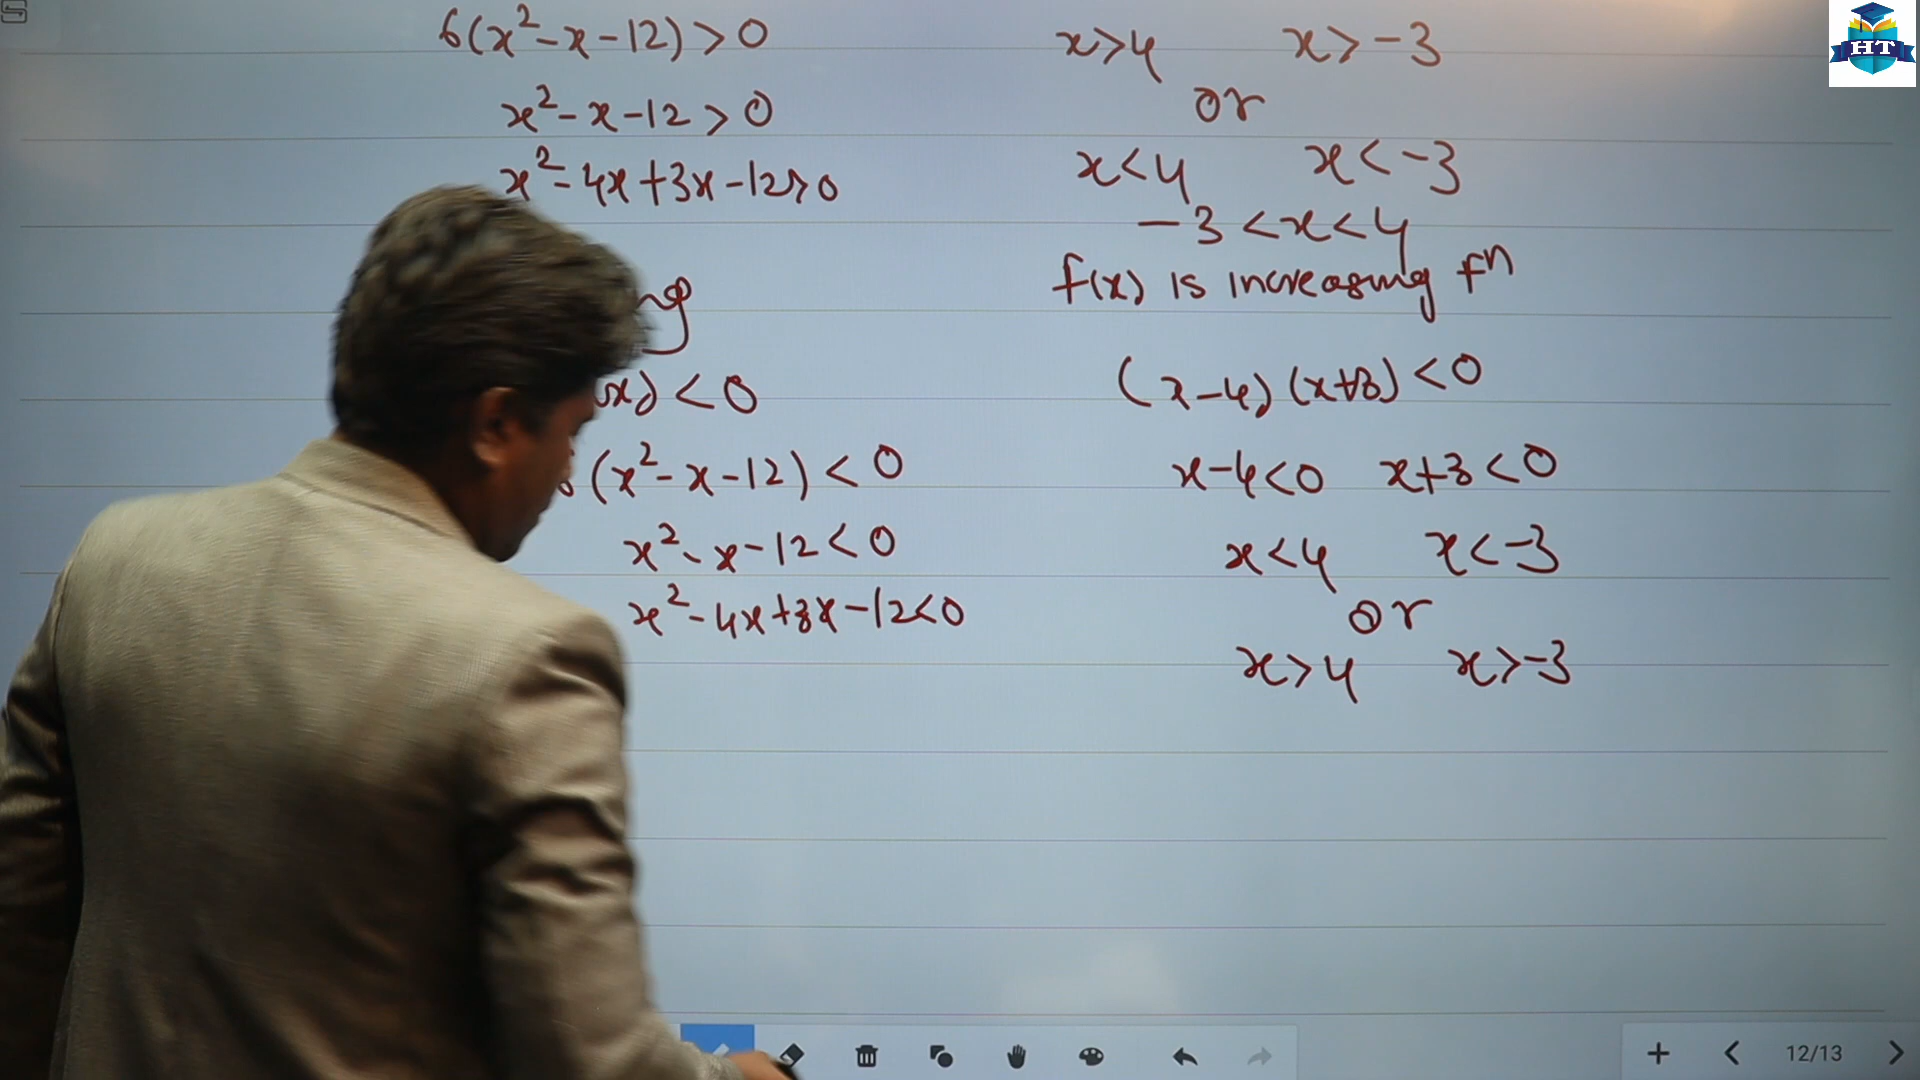 6(x²-x-12) > 0
x²-x-12 > 0
x²-4x+3x-12>0
x) < 0
(x²-x-12) < 0
x²-x-12 < 0
x²-4x+3x-12<0
x>4 x>-3
or
x<4 x<-3
-3<x<4
f(x) is increasing fⁿ
(x-4)(x+3) < 0
x-4<0 x+3<0
x<4 x<-3
or
x>4 x>-3
HT
12/13